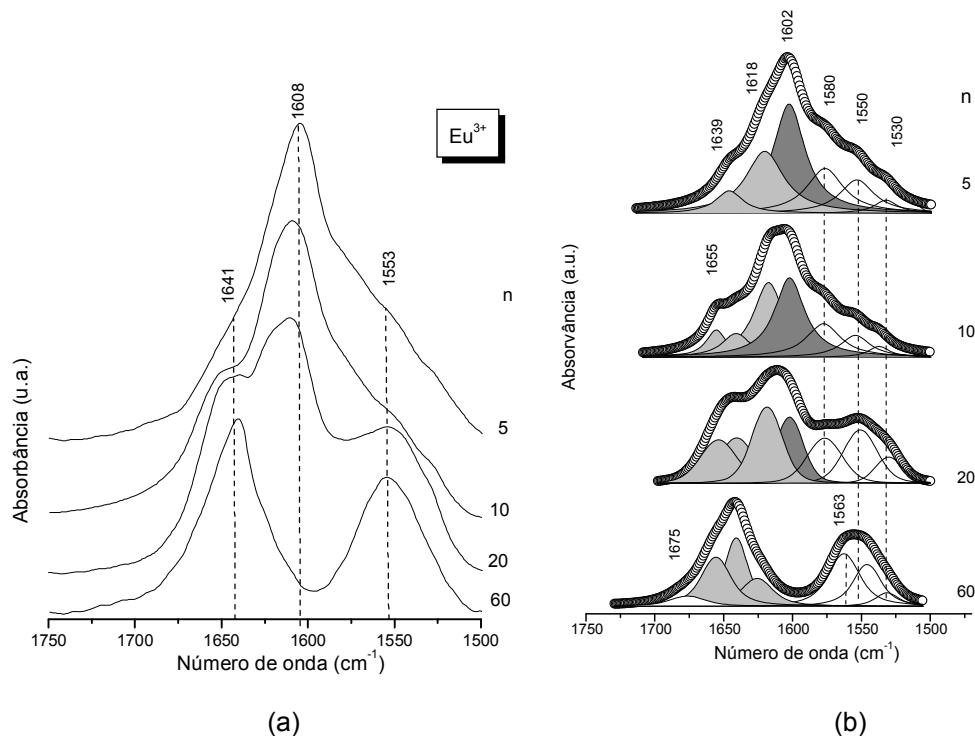 1608
Eu3+
1641
1553
n
5
10
20
60
Absorbância (u.a.)
1750 1700 1650 1600 1550 1500
Número de onda (cm-1)
(a)
1602
1618
1580
1550
1530
1639
n
5
1655
10
20
1675
1563
60
Absorvância (a.u.)
1750 1700 1650 1600 1550 1500
Número de onda (cm-1)
(b)